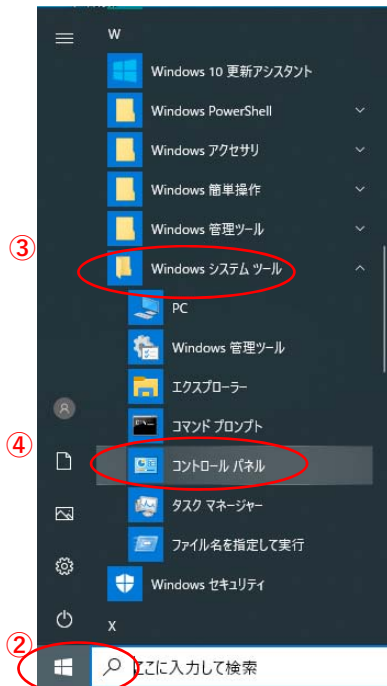 W
Windows 10 更新アシスタント
Windows PowerShell
Windows アクセサリ
Windows 簡単操作
Windows 管理ツール
③
Windows システム ツール
PC
Windows 管理ツール
エクスプローラー
コマンド プロンプト
④
コントロール パネル
タスク マネージャー
ファイル名を指定して実行
Windows セキュリティ
X
②
ここに入力して検索